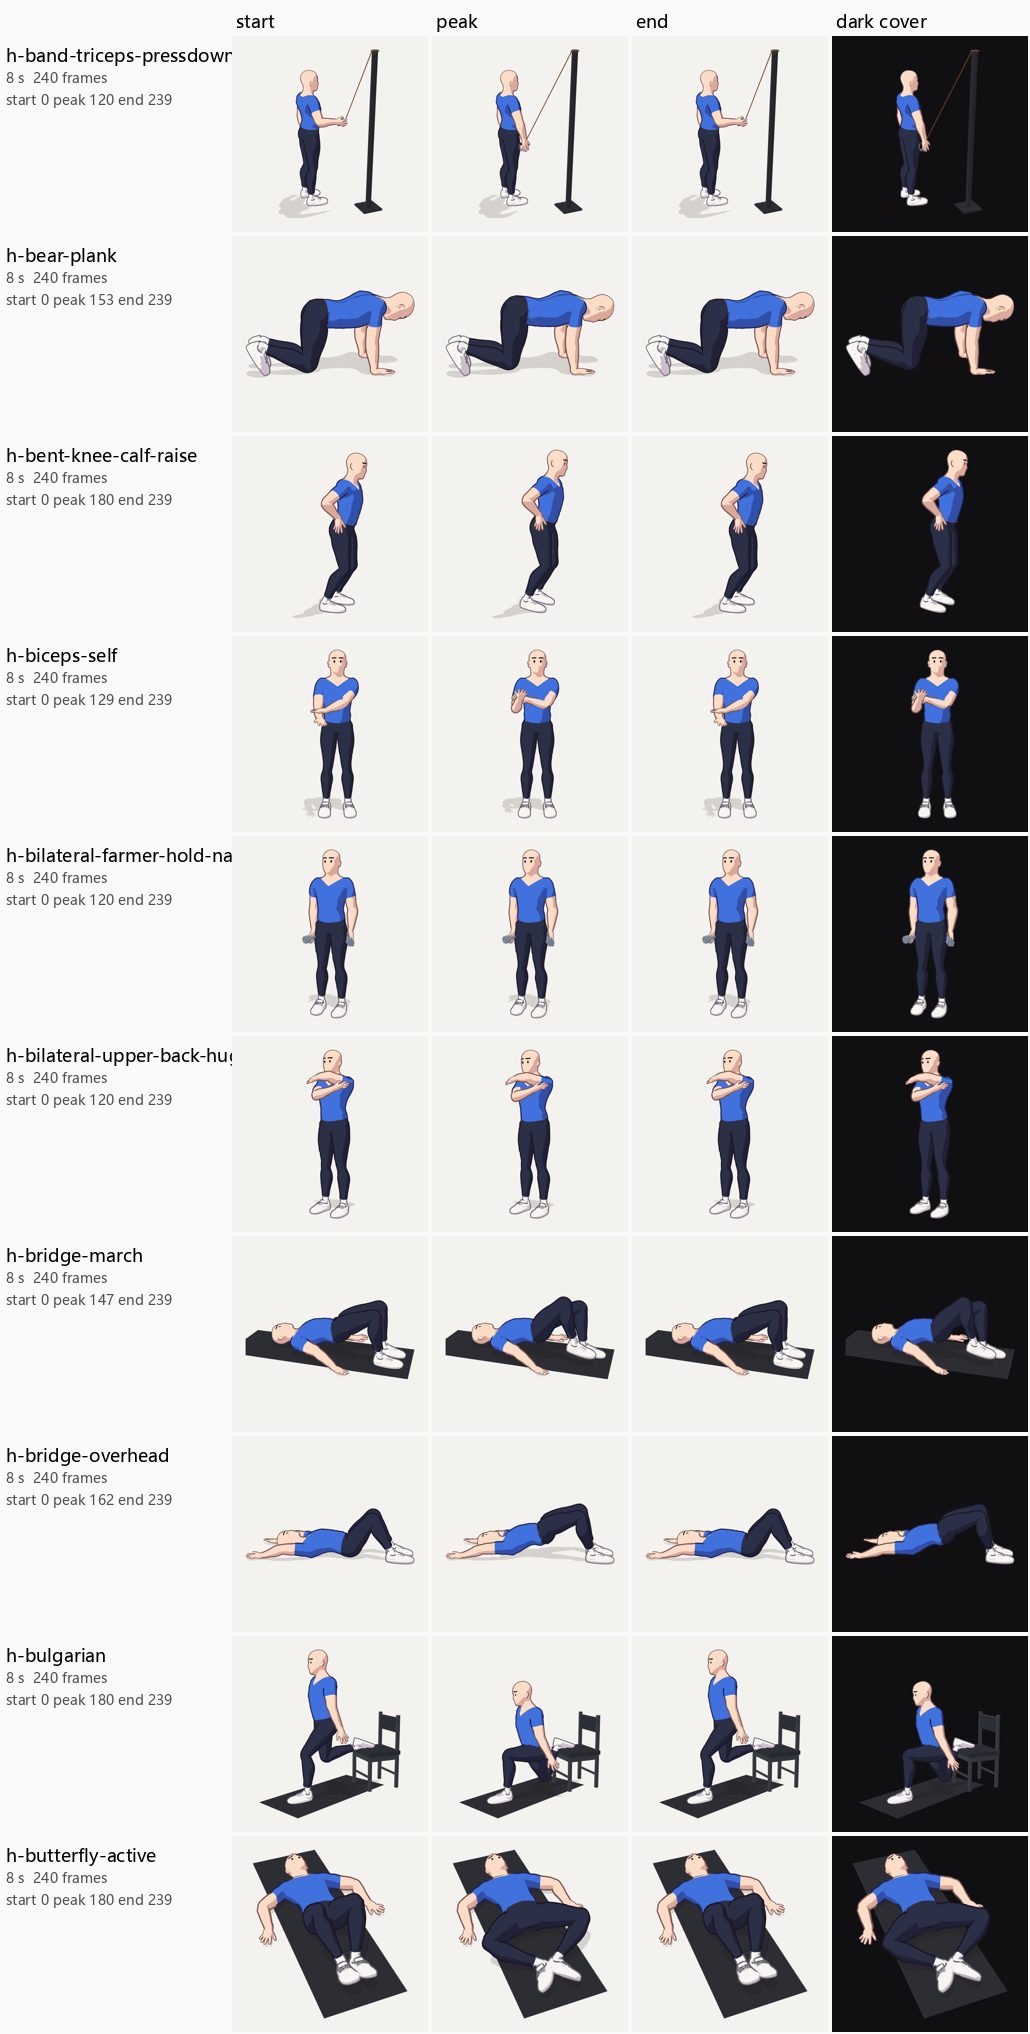 start peak end dark cover
h-band-triceps-pressdown
8 s 240 frames
start 0 peak 120 end 239
h-bear-plank
8 s 240 frames
start 0 peak 153 end 239
h-bent-knee-calf-raise
8 s 240 frames
start 0 peak 180 end 239
h-biceps-self
8 s 240 frames
start 0 peak 129 end 239
h-bilateral-farmer-hold-na
8 s 240 frames
start 0 peak 120 end 239
h-bilateral-upper-back-hug
8 s 240 frames
start 0 peak 120 end 239
h-bridge-march
8 s 240 frames
start 0 peak 147 end 239
h-bridge-overhead
8 s 240 frames
start 0 peak 162 end 239
h-bulgarian
8 s 240 frames
start 0 peak 180 end 239
h-butterfly-active
8 s 240 frames
start 0 peak 180 end 239